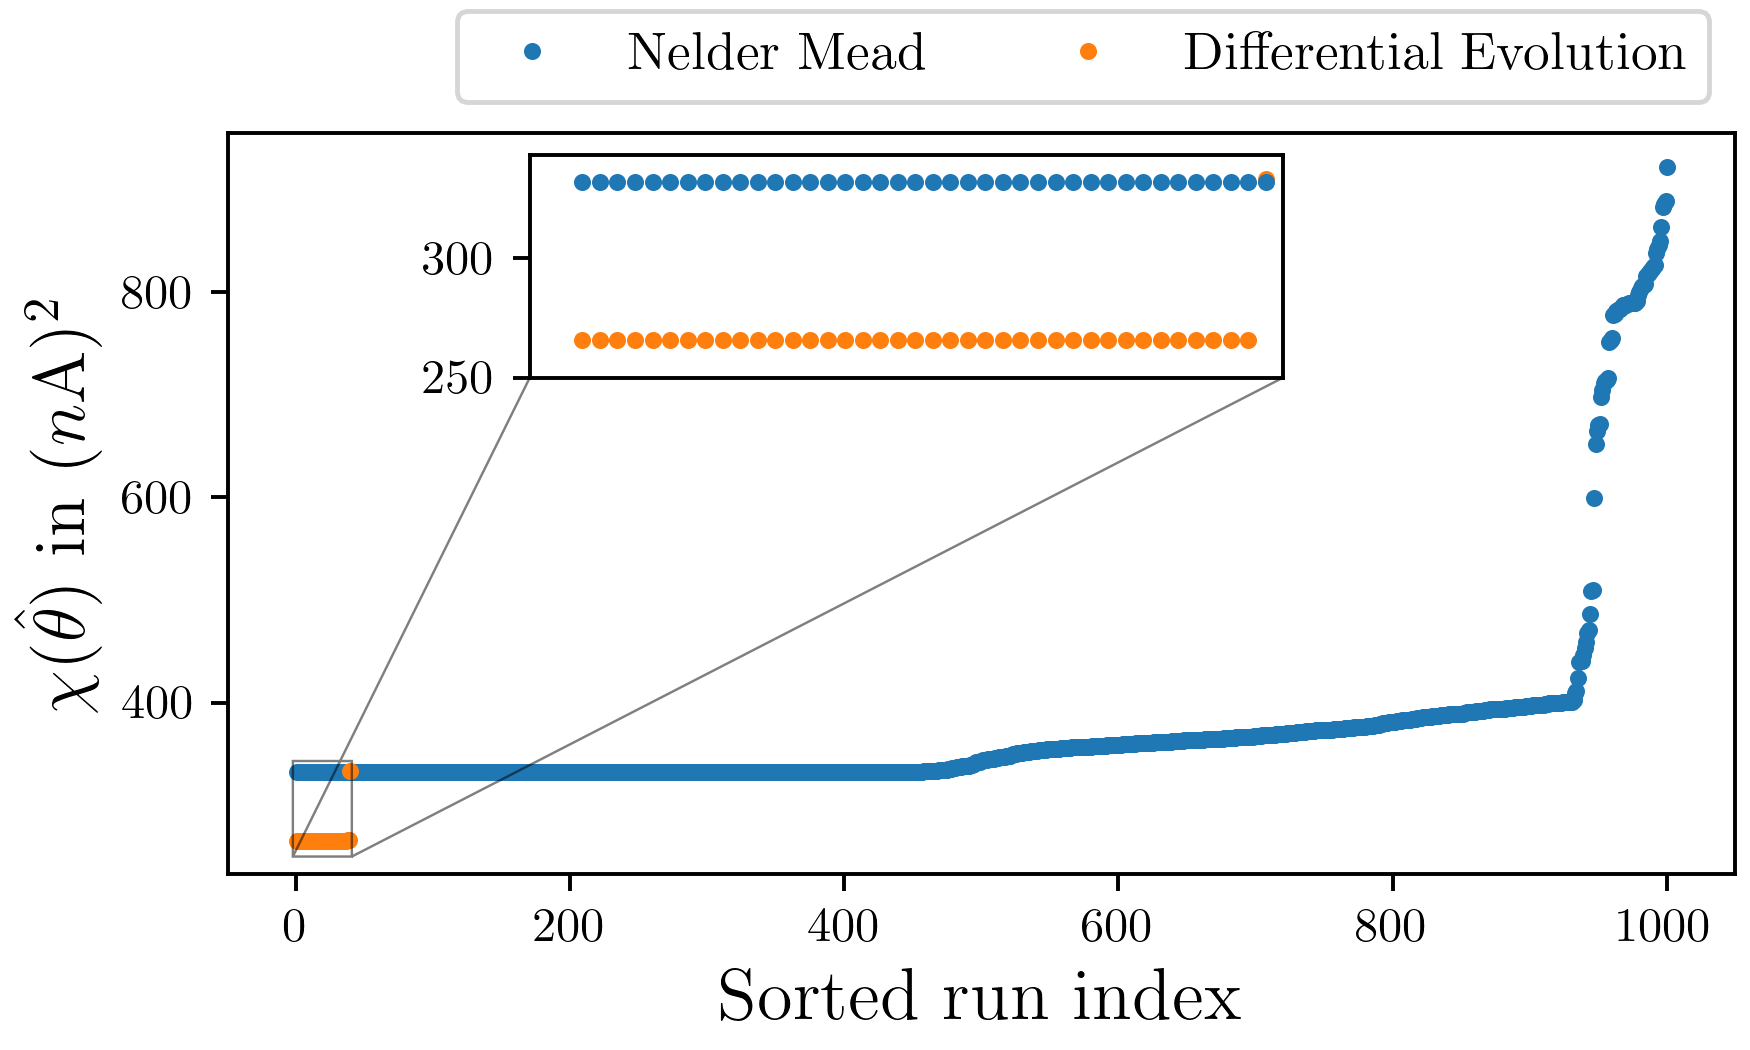 Nelder Mead Differential Evolution
300
250
800
600
400
χ(θ̂) in (nA)²
0 200 400 600 800 1000
Sorted run index